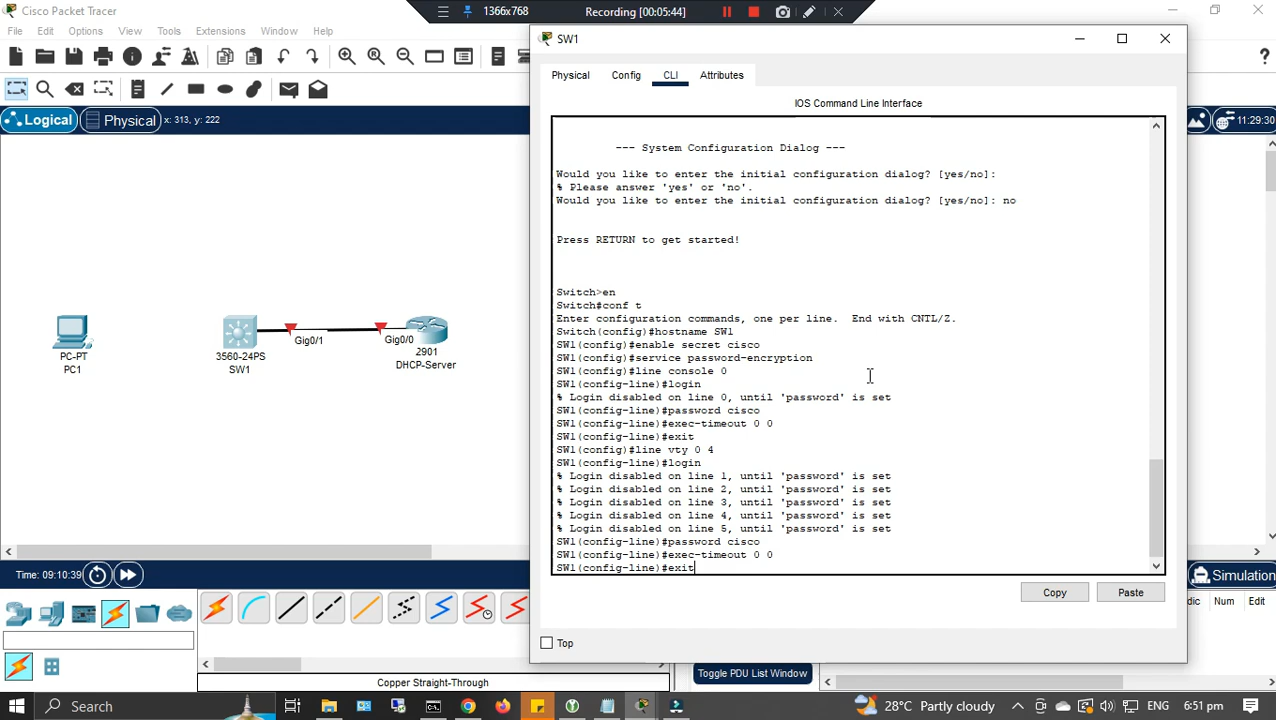 Cisco Packet Tracer
1366x768
Recording [00:05:44]
File Edit Options View Tools Extensions Window Help
Logical
Physical
x: 313, y: 222
11:29:30
SW1
Physical
Config
CLI
Attributes
IOS Command Line Interface
--- System Configuration Dialog ---
Would you like to enter the initial configuration dialog? [yes/no]:
% Please answer 'yes' or 'no'.
Would you like to enter the initial configuration dialog? [yes/no]: no
Press RETURN to get started!
Switch>en
Switch#conf t
Enter configuration commands, one per line.  End with CNTL/Z.
Switch(config)#hostname SW1
SW1(config)#enable secret cisco
SW1(config)#service password-encryption
SW1(config)#line console 0
SW1(config-line)#login
% Login disabled on line 0, until 'password' is set
SW1(config-line)#password cisco
SW1(config-line)#exec-timeout 0 0
SW1(config-line)#exit
SW1(config)#line vty 0 4
SW1(config-line)#login
% Login disabled on line 1, until 'password' is set
% Login disabled on line 2, until 'password' is set
% Login disabled on line 3, until 'password' is set
% Login disabled on line 4, until 'password' is set
% Login disabled on line 5, until 'password' is set
SW1(config-line)#password cisco
SW1(config-line)#exec-timeout 0 0
SW1(config-line)#exit
Copy
Paste
Top
PC-PT
PC1
3560-24PS
SW1
Gig0/1
Gig0/0
2901
DHCP-Server
Time: 09:10:39
Simulation
Num
Edit
Toggle PDU List Window
Copper Straight-Through
Search
28°C Partly cloudy
ENG
6:51 pm